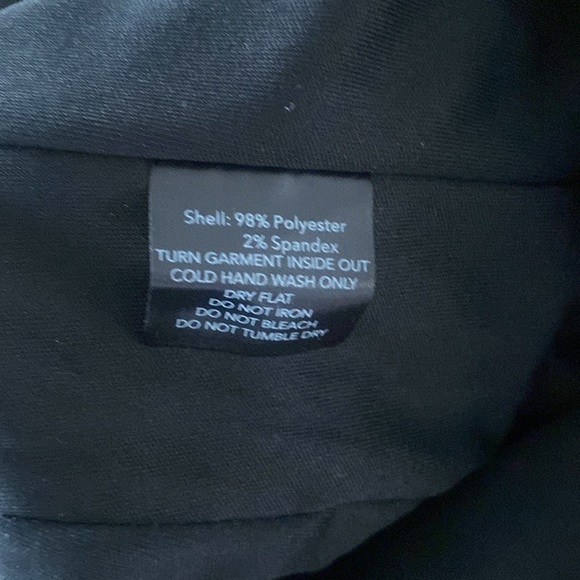 Shell: 98% Polyester
2% Spandex
TURN GARMENT INSIDE OUT
COLD HAND WASH ONLY
DRY FLAT
DO NOT IRON
DO NOT BLEACH
DO NOT TUMBLE DRY